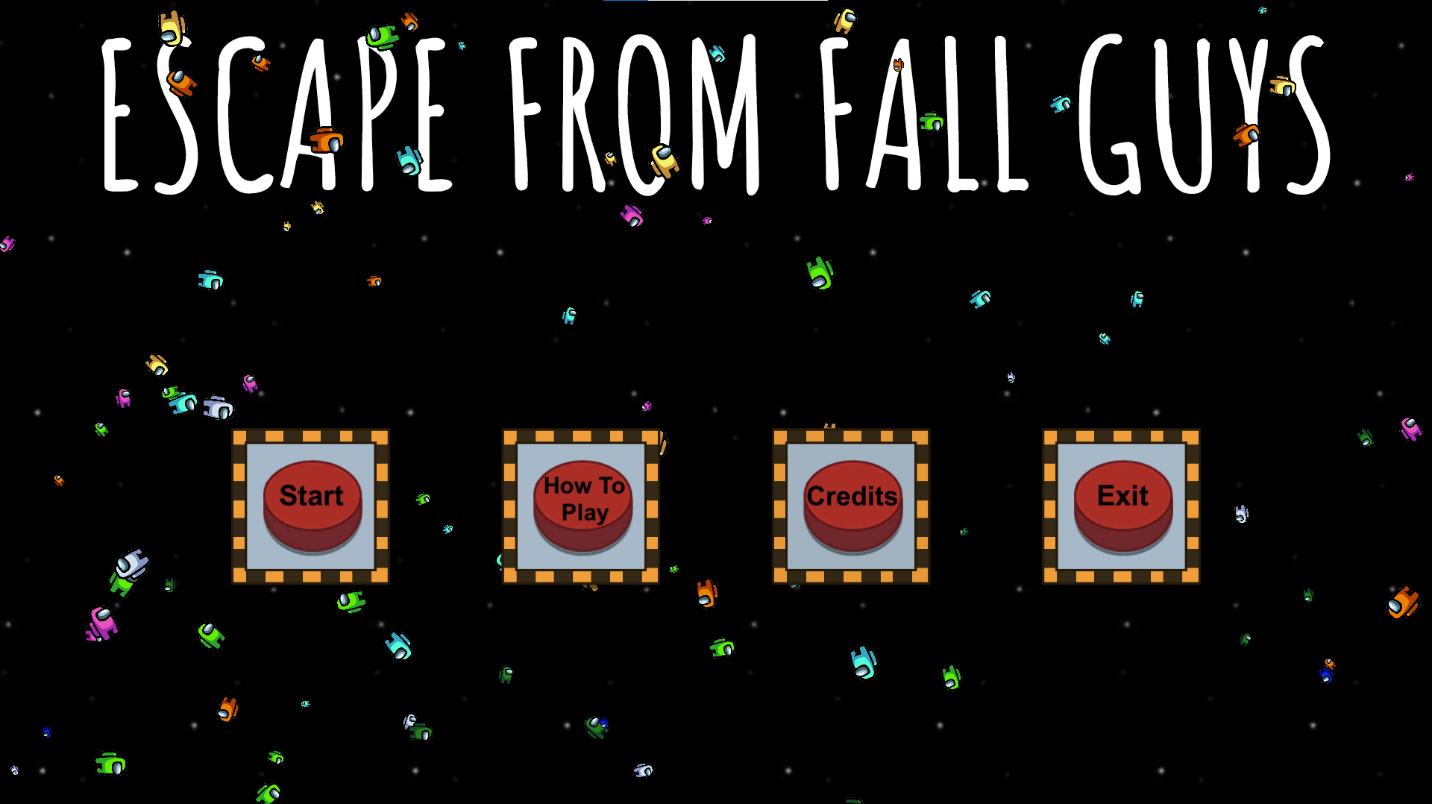 ESCAPE FROM FALL GUYS
Start
How To
Play
Credits
Exit